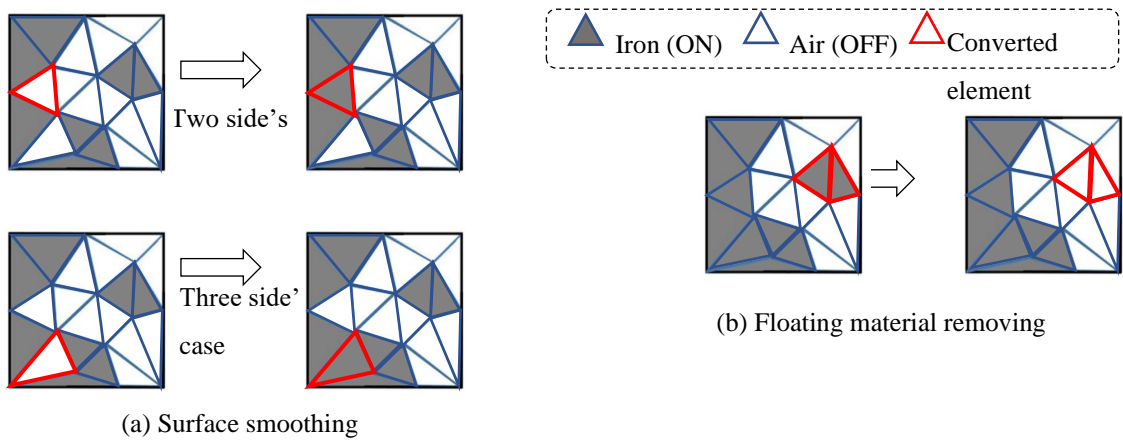 Two side's
Three side'
case
(a) Surface smoothing
Iron (ON) Air (OFF) Converted
element
(b) Floating material removing